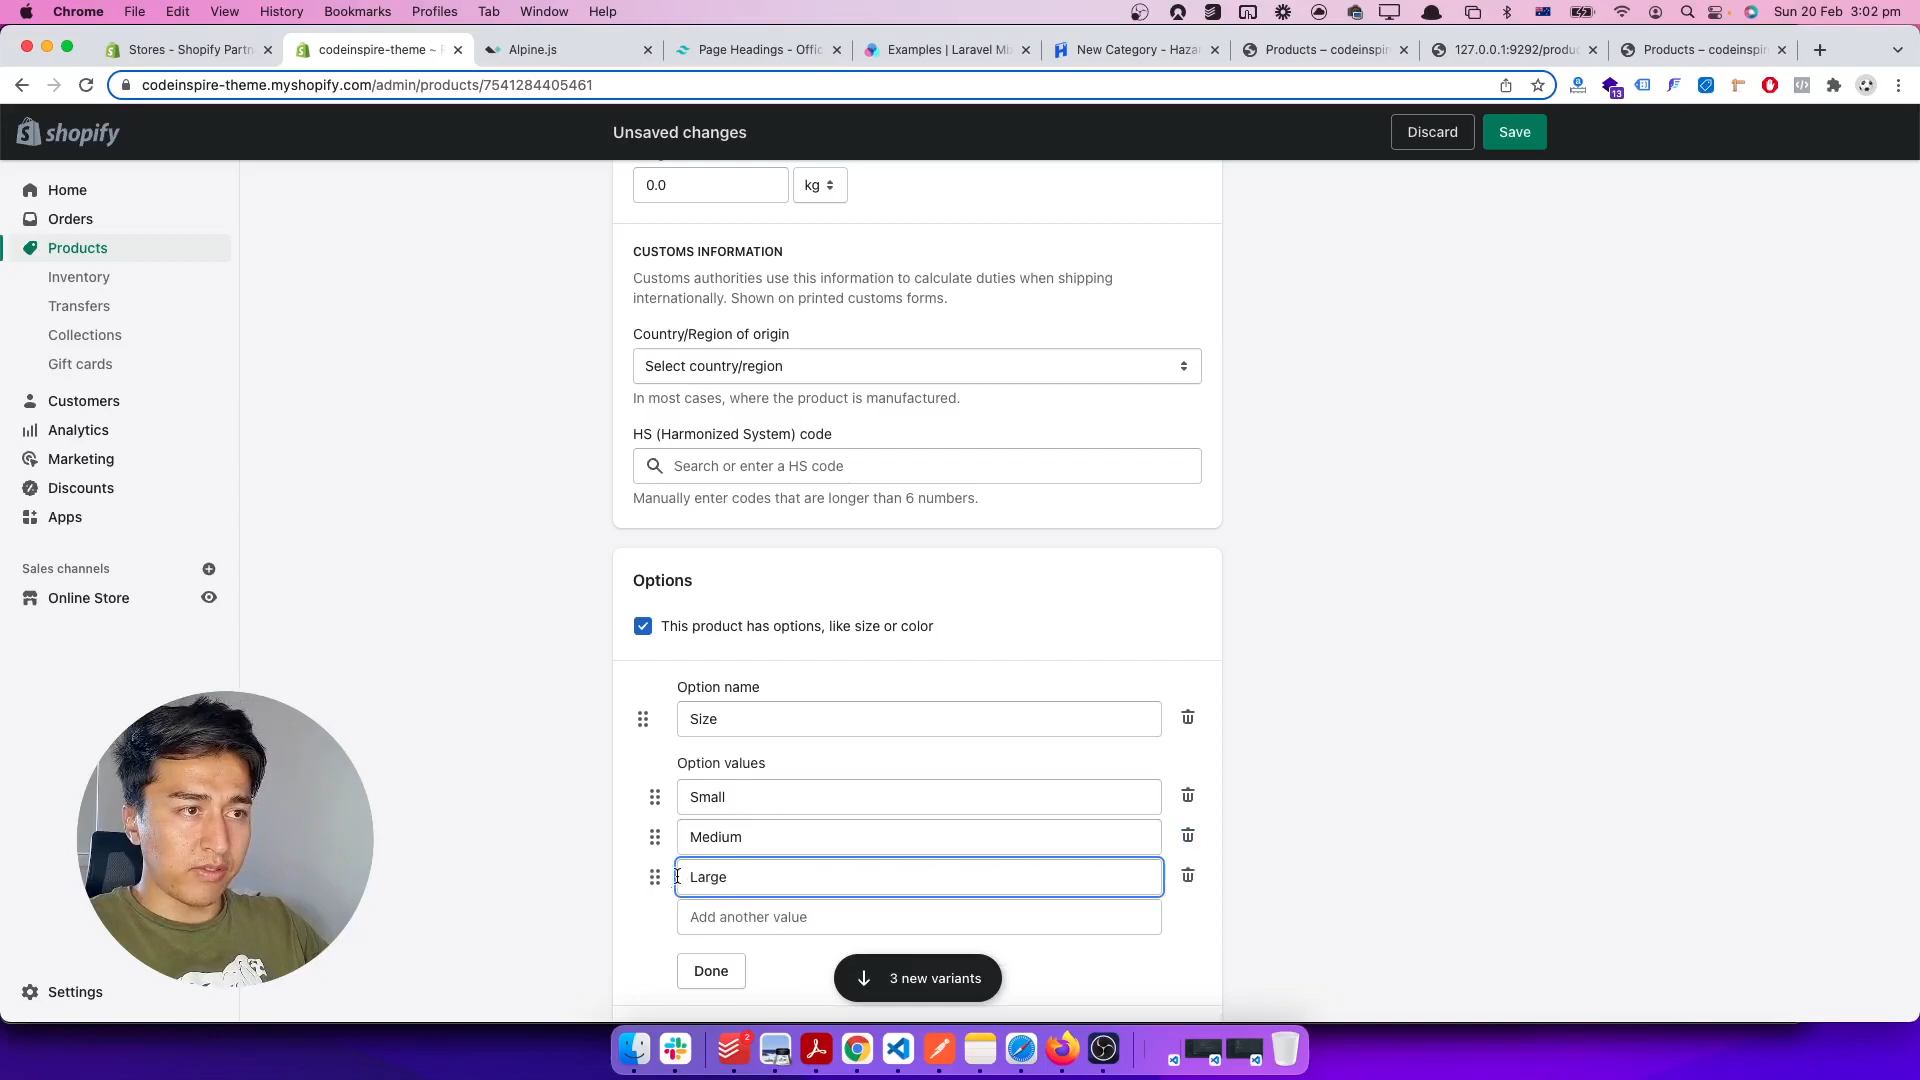 Chrome File Edit View History Bookmarks Profiles Tab Window Help Sun 20 Feb 3:02 pm
Stores - Shopify Partn codeinspire-theme ~ Alpine.js Page Headings - Offic Examples | Laravel Mi New Category - Haza Products – codeinspir 127.0.0.1:9292/produc Products – codeinspir
codeinspire-theme.myshopify.com/admin/products/7541284405461
13
shopify Unsaved changes Discard Save
Home
Orders
Products
Inventory
Transfers
Collections
Gift cards
Customers
Analytics
Marketing
Discounts
Apps
Sales channels
Online Store
Settings
0.0 kg
CUSTOMS INFORMATION
Customs authorities use this information to calculate duties when shipping
internationally. Shown on printed customs forms.
Country/Region of origin
Select country/region
In most cases, where the product is manufactured.
HS (Harmonized System) code
Search or enter a HS code
Manually enter codes that are longer than 6 numbers.
Options
This product has options, like size or color
Option name
Size
Option values
Small
Medium
Large
Add another value
Done
3 new variants
2